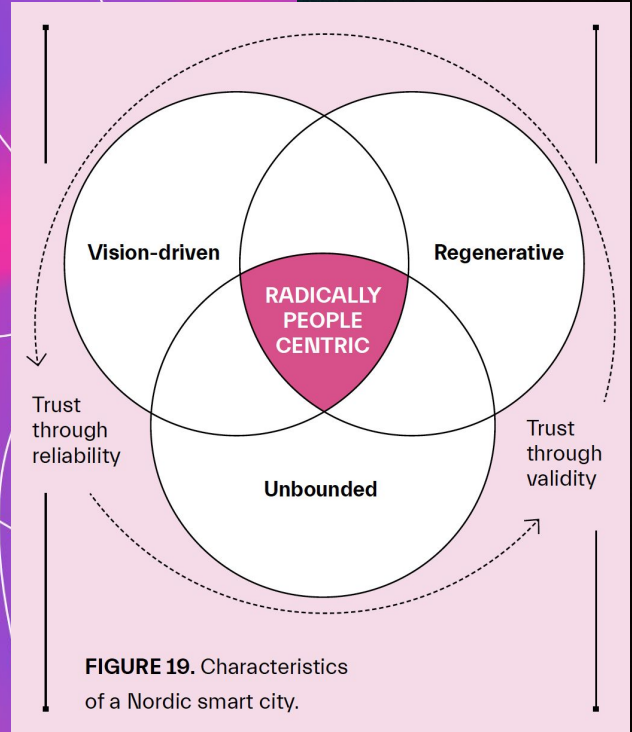 Vision-driven
Regenerative
RADICALLY
PEOPLE
CENTRIC
Trust
through
reliability
Trust
through
validity
Unbounded
FIGURE 19. Characteristics
of a Nordic smart city.